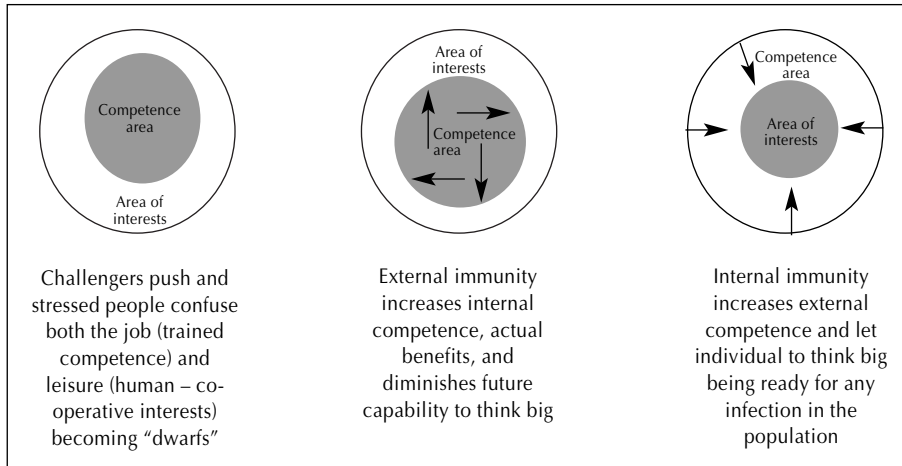 Competence
area
Area of
interests
Challengers push and
stressed people confuse
both the job (trained
competence) and
leisure (human – co-
operative interests)
becoming “dwarfs”
Area of
interests
Competence
area
External immunity
increases internal
competence, actual
benefits, and
diminishes future
capability to think big
Competence
area
Area of
interests
Internal immunity
increases external
competence and let
individual to think big
being ready for any
infection in the
population